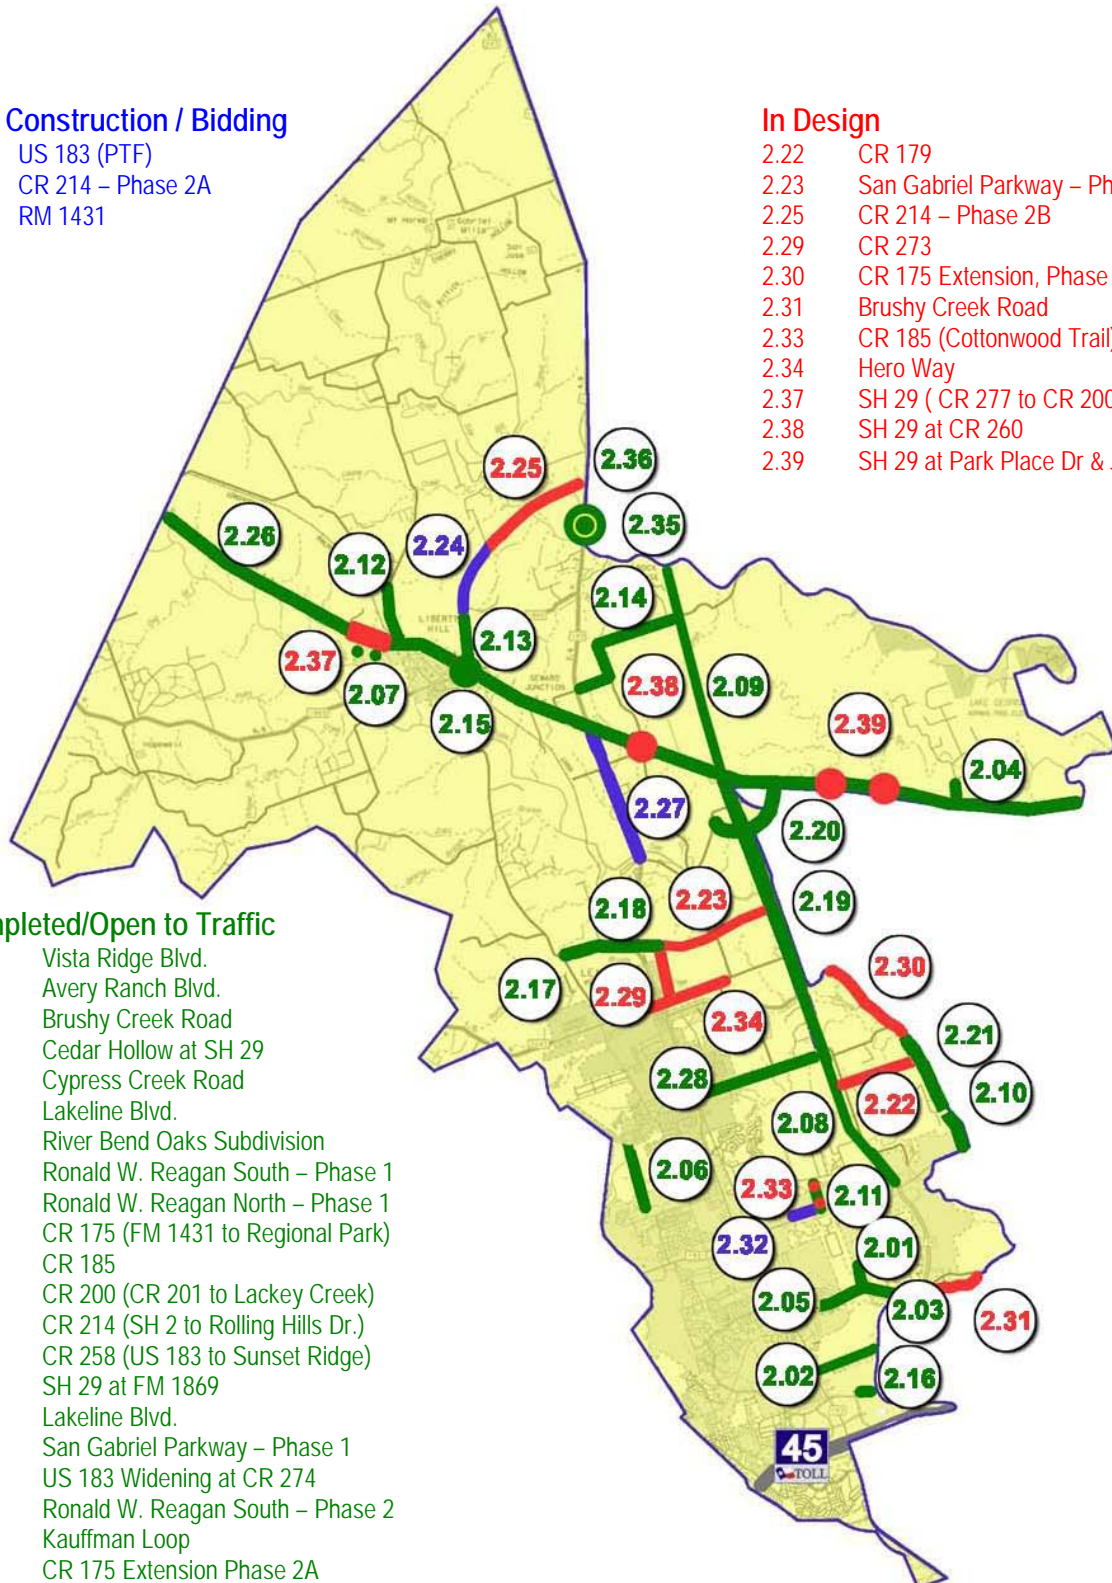 Construction / Bidding
US 183 (PTF)
CR 214 – Phase 2A
RM 1431
In Design
2.22 CR 179
2.23 San Gabriel Parkway – Ph
2.25 CR 214 – Phase 2B
2.29 CR 273
2.30 CR 175 Extension, Phase
2.31 Brushy Creek Road
2.33 CR 185 (Cottonwood Trail)
2.34 Hero Way
2.37 SH 29 ( CR 277 to CR 200
2.38 SH 29 at CR 260
2.39 SH 29 at Park Place Dr &
2.36
2.25
2.35
2.26
2.24
2.12
2.14
LIBERTY
HILL
2.13
2.37
2.07
SEWARD
JUNCTION
2.38
2.09
2.15
2.39
2.04
2.27
2.20
2.23
2.18
2.19
2.30
2.17
2.29
2.34
2.21
2.28
2.10
2.22
2.08
2.06
2.33
2.11
2.32
2.01
2.05
2.03
2.31
2.02
2.16
45
TOLL
pleted/Open to Traffic
Vista Ridge Blvd.
Avery Ranch Blvd.
Brushy Creek Road
Cedar Hollow at SH 29
Cypress Creek Road
Lakeline Blvd.
River Bend Oaks Subdivision
Ronald W. Reagan South – Phase 1
Ronald W. Reagan North – Phase 1
CR 175 (FM 1431 to Regional Park)
CR 185
CR 200 (CR 201 to Lackey Creek)
CR 214 (SH 2 to Rolling Hills Dr.)
CR 258 (US 183 to Sunset Ridge)
SH 29 at FM 1869
Lakeline Blvd.
San Gabriel Parkway – Phase 1
US 183 Widening at CR 274
Ronald W. Reagan South – Phase 2
Kauffman Loop
CR 175 Extension Phase 2A